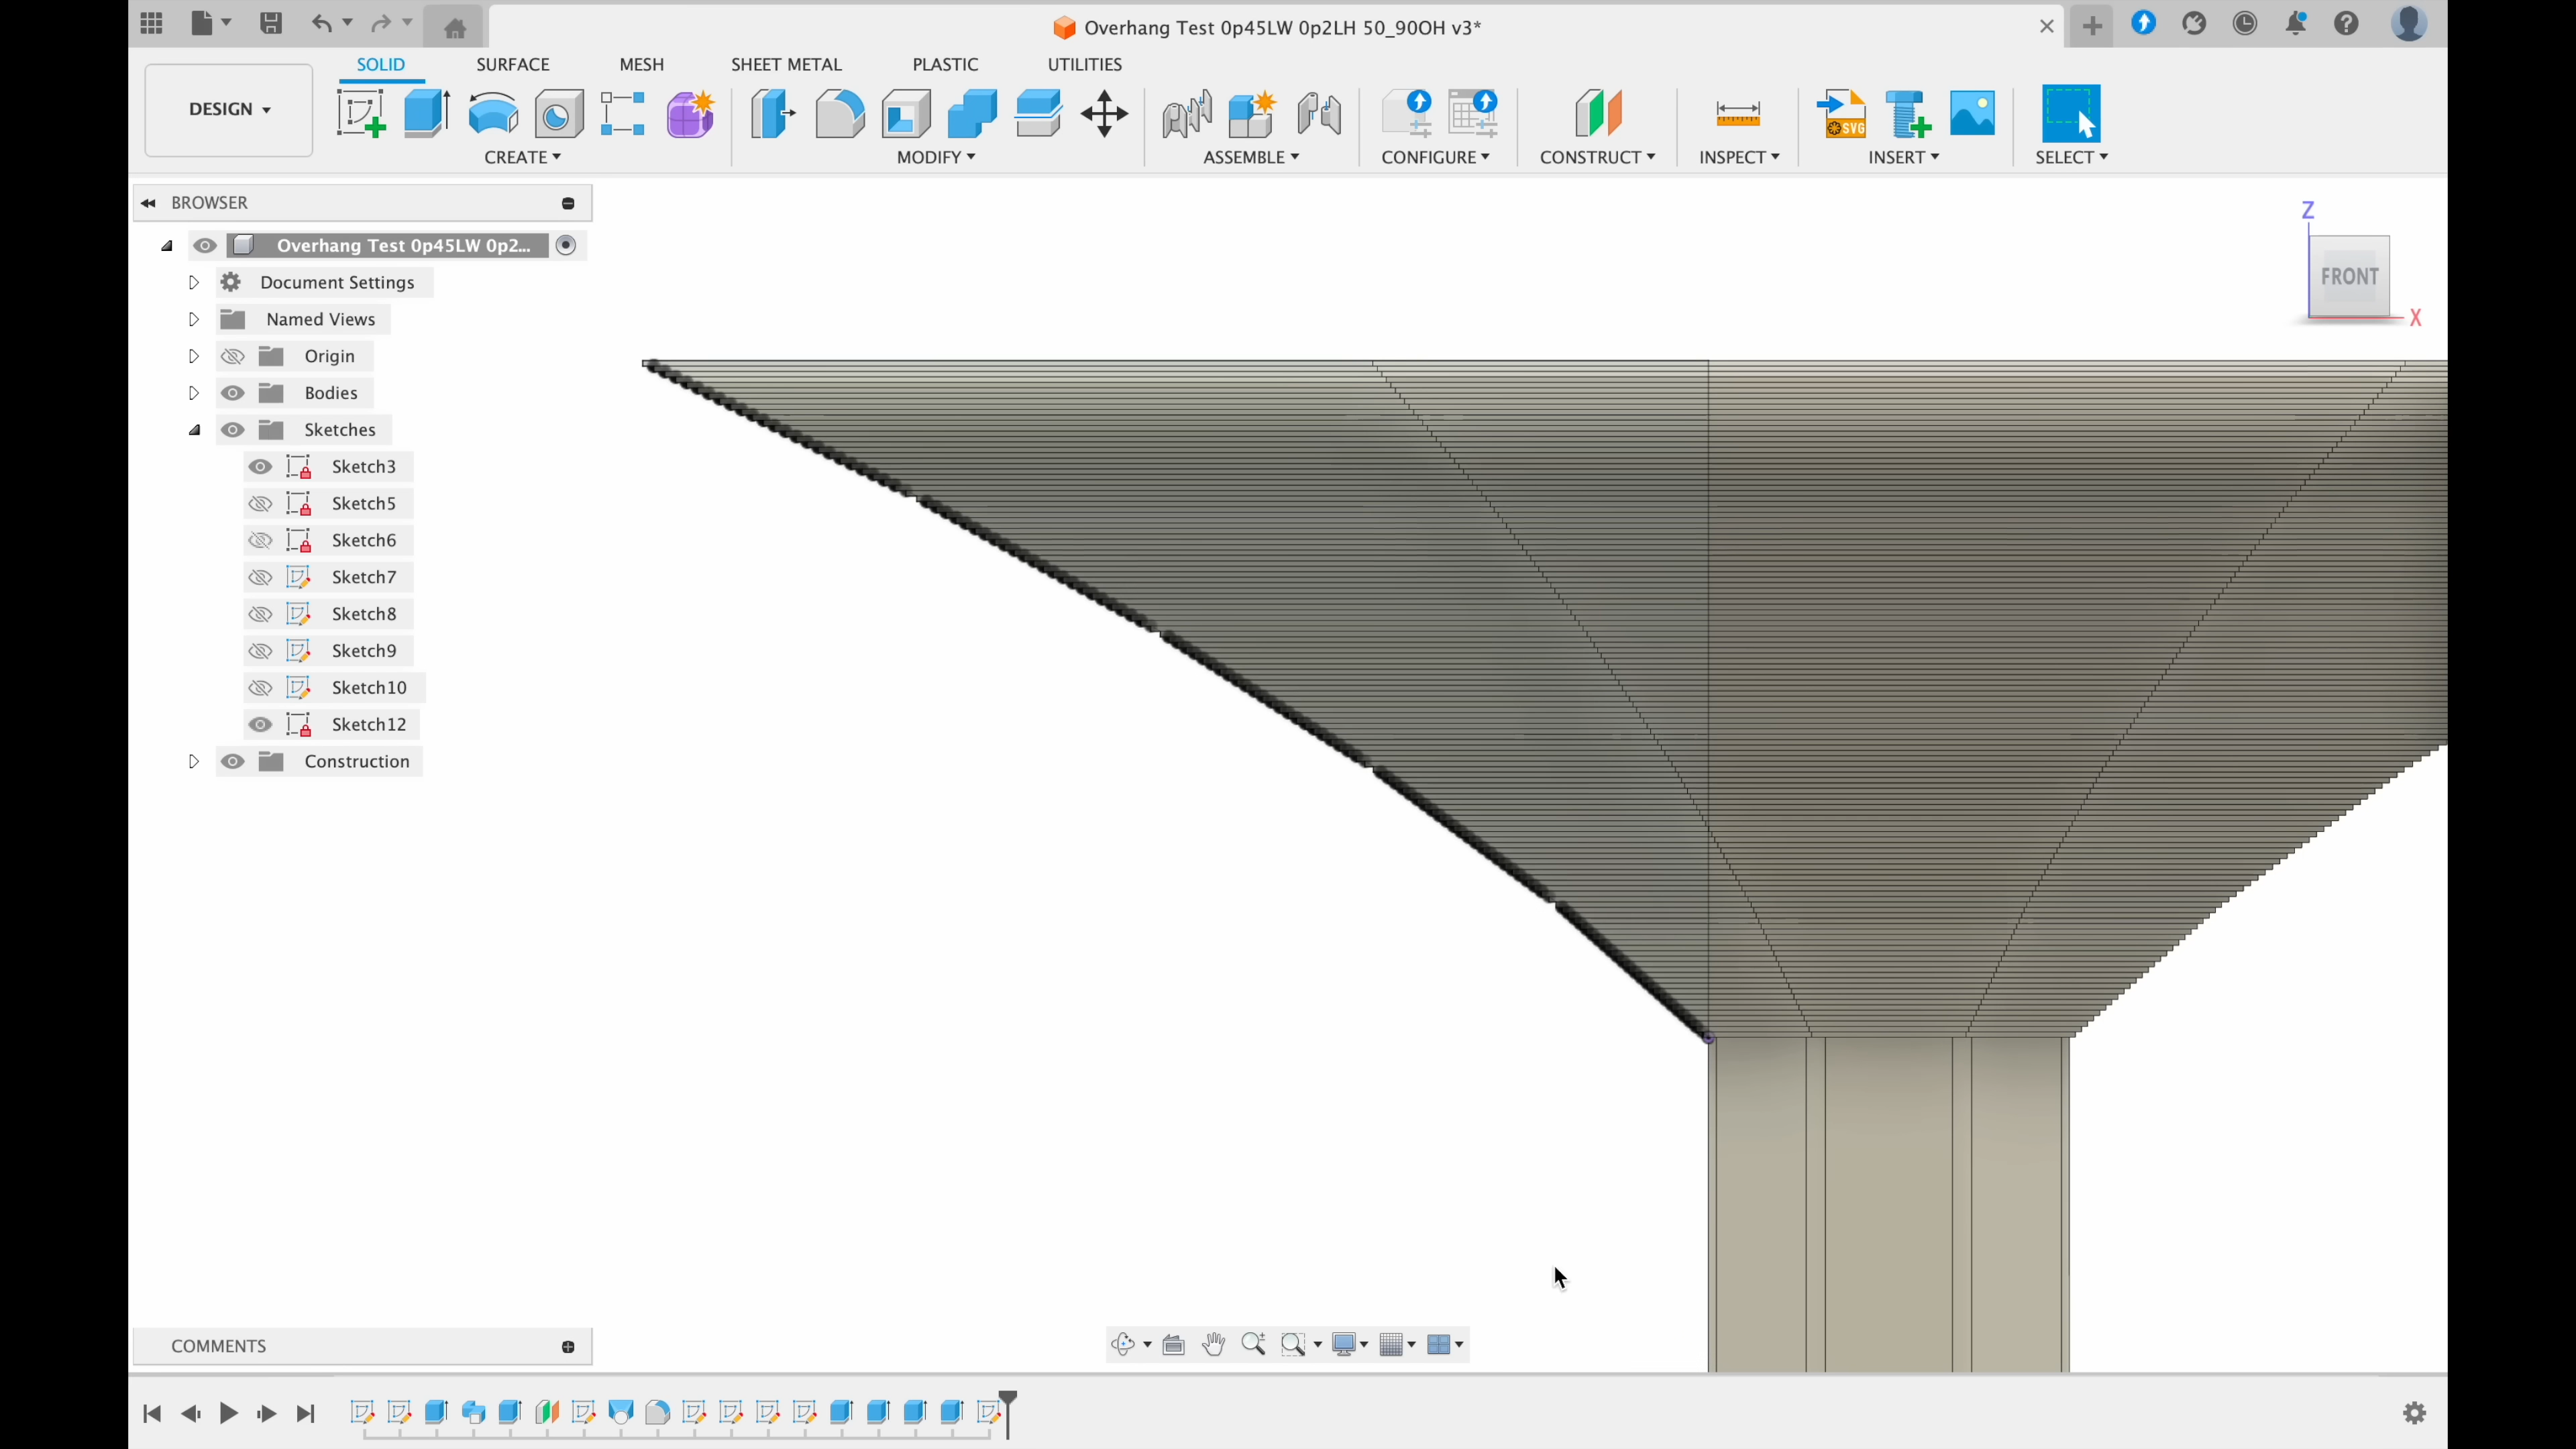 Overhang Test 0p45LW 0p2LH 50_90OH v3*
DESIGN
SOLID
SURFACE
MESH
SHEET METAL
PLASTIC
UTILITIES
CREATE
MODIFY
ASSEMBLE
CONFIGURE
CONSTRUCT
INSPECT
SVG
INSERT
SELECT
BROWSER
Overhang Test 0p45LW 0p2...
Document Settings
Named Views
Origin
Bodies
Sketches
Sketch3
Sketch5
Sketch6
Sketch7
Sketch8
Sketch9
Sketch10
Sketch12
Construction
Z
FRONT
X
COMMENTS